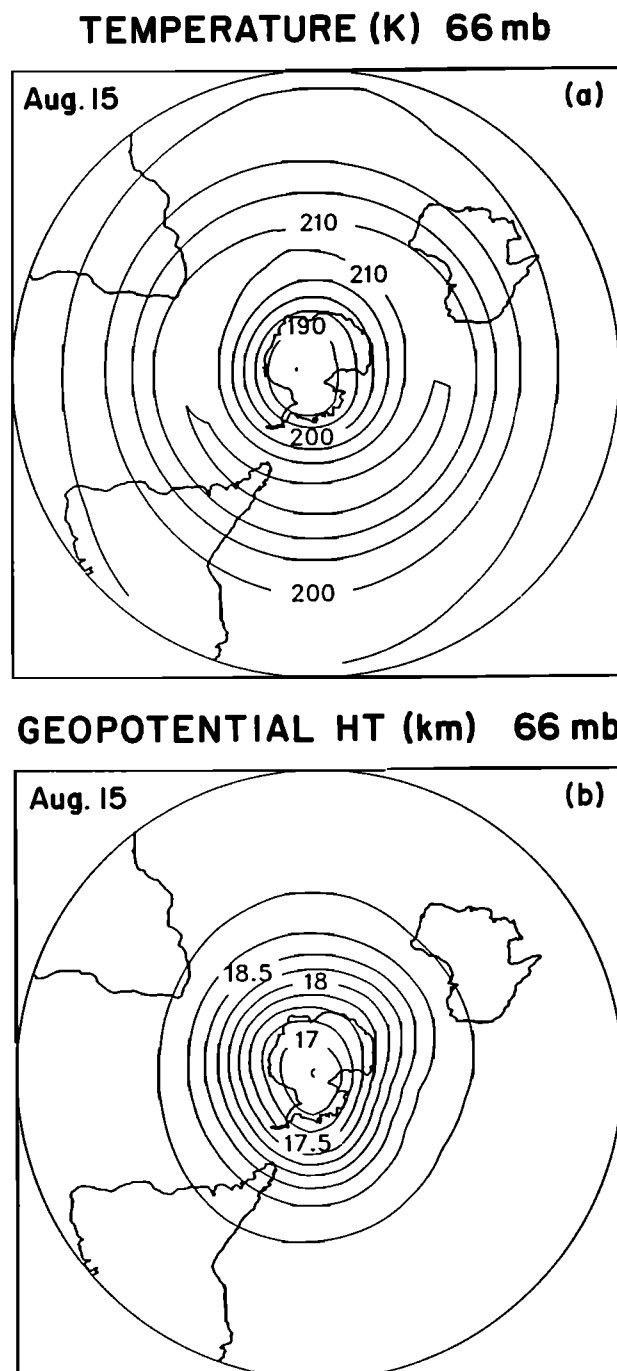 TEMPERATURE (K) 66 mb
Aug. 15
(a)
210
210
190
200
200
GEOPOTENTIAL HT (km) 66 mb
Aug. 15
(b)
18.5
18
17
17.5